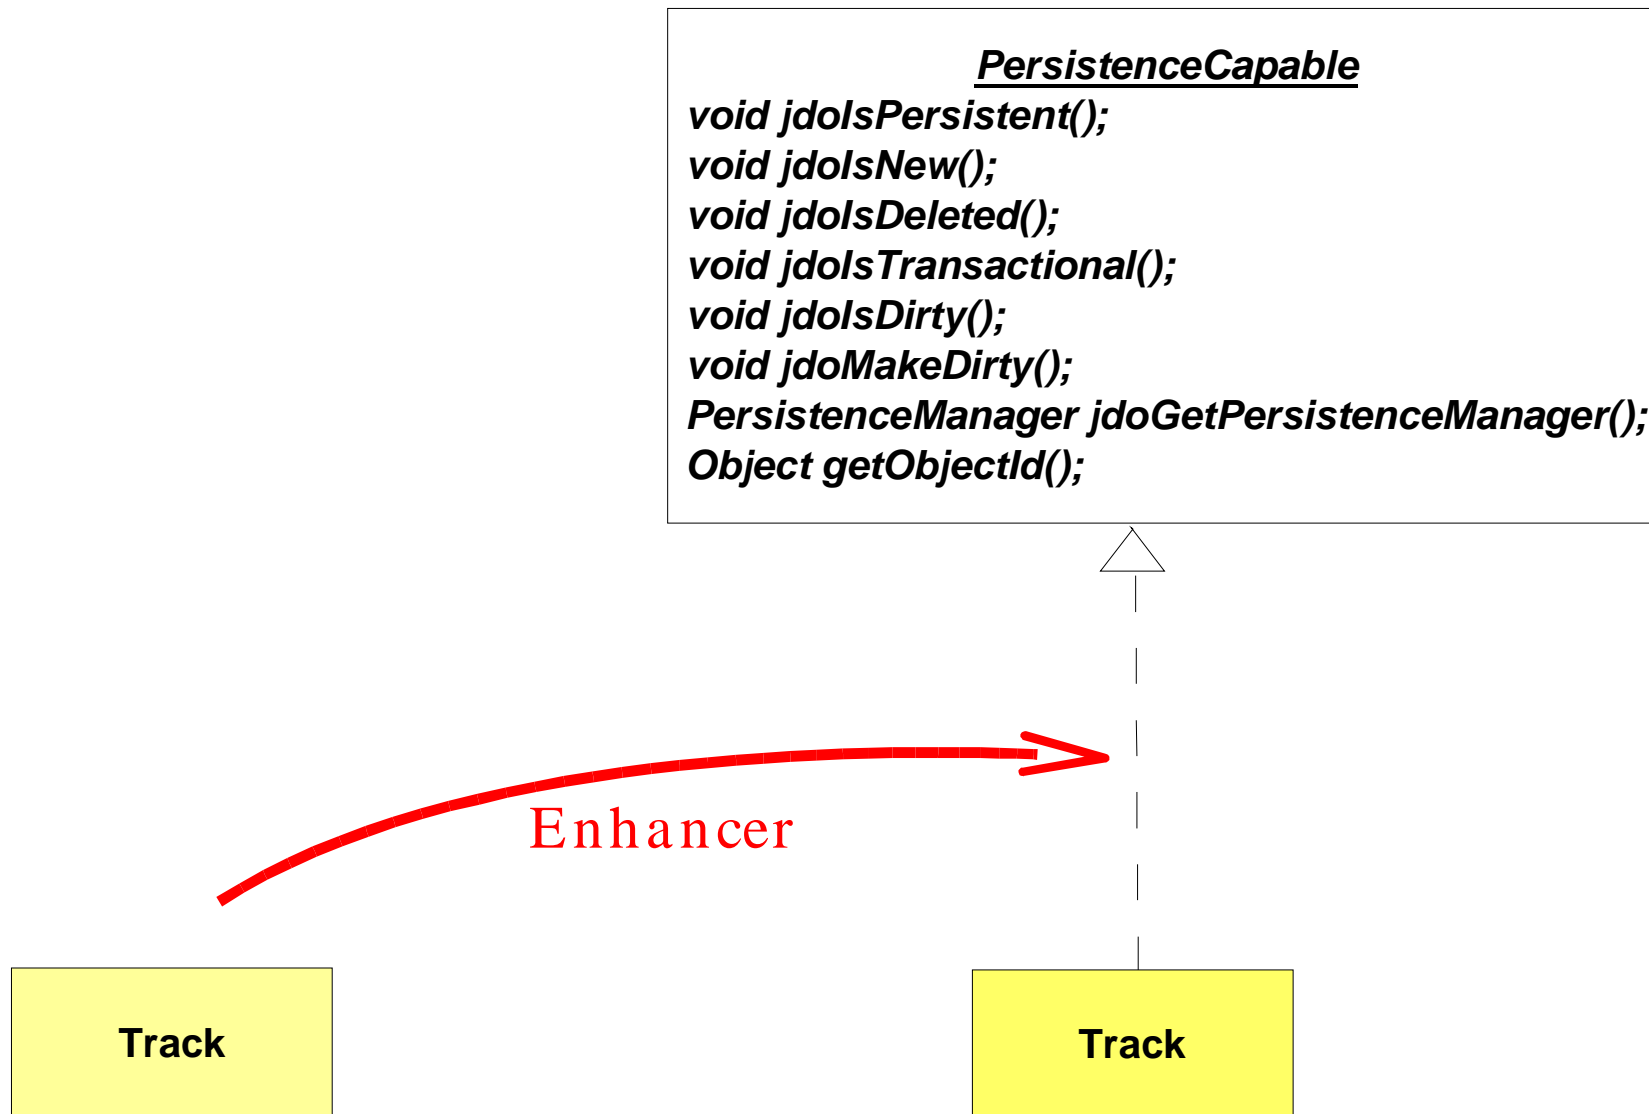 PersistenceCapable
void jdoIsPersistent();
void jdoIsNew();
void jdoIsDeleted();
void jdoIsTransactional();
void jdoIsDirty();
void jdoMakeDirty();
PersistenceManager jdoGetPersistenceManager();
Object getObjectId();
Enhancer
Track
Track